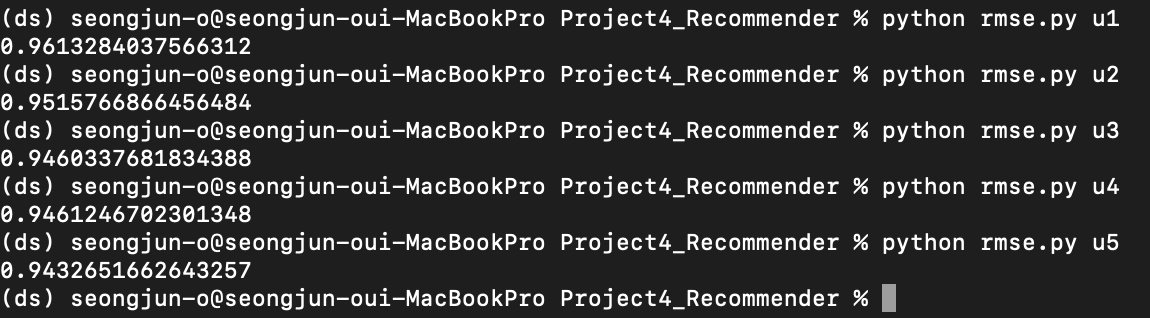 (ds) seongjun-o@seongjun-oui-MacBookPro Project4_Recommender % python rmse.py u1
0.9613284037566312
(ds) seongjun-o@seongjun-oui-MacBookPro Project4_Recommender % python rmse.py u2
0.9515766866456484
(ds) seongjun-o@seongjun-oui-MacBookPro Project4_Recommender % python rmse.py u3
0.9460337681834388
(ds) seongjun-o@seongjun-oui-MacBookPro Project4_Recommender % python rmse.py u4
0.9461246702301348
(ds) seongjun-o@seongjun-oui-MacBookPro Project4_Recommender % python rmse.py u5
0.9432651662643257
(ds) seongjun-o@seongjun-oui-MacBookPro Project4_Recommender %